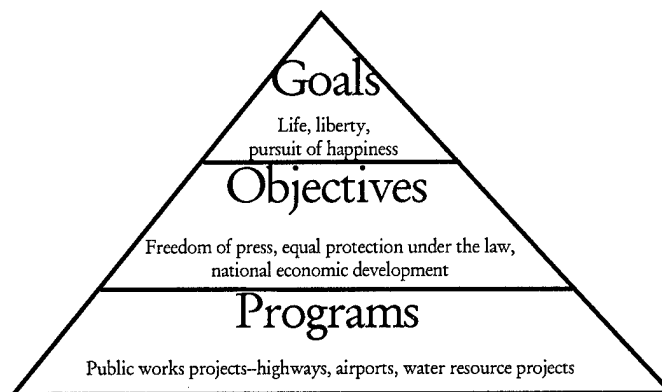 Goals
Life, liberty,
pursuit of happiness
Objectives
Freedom of press, equal protection under the law,
national economic development
Programs
Public works projects--highways, airports, water resource projects